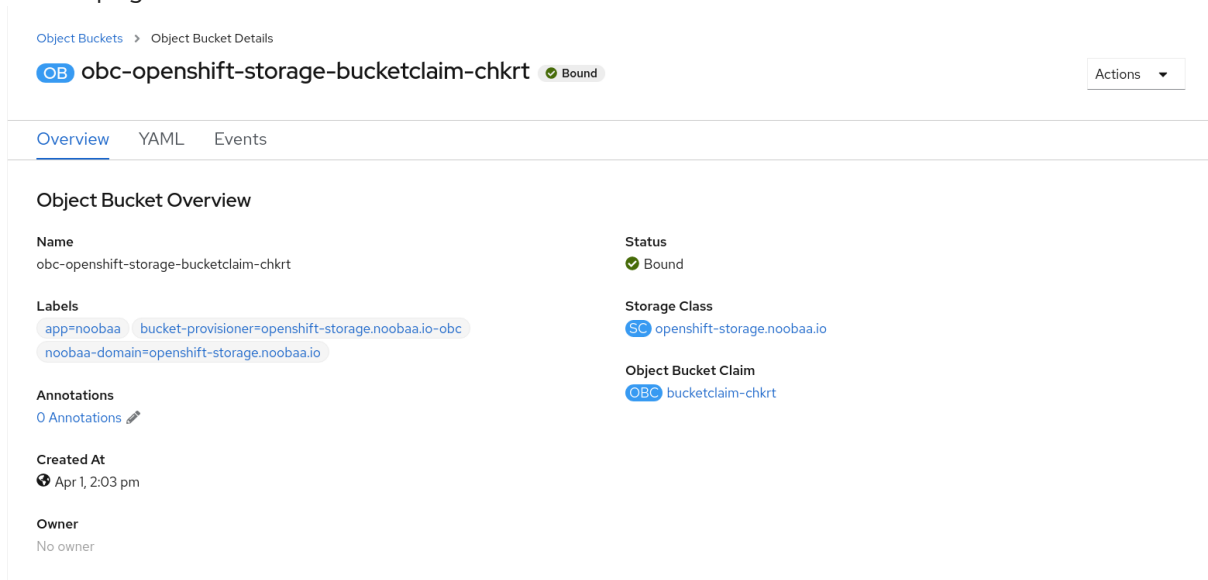 Object Buckets > Object Bucket Details
OB obc-openshift-storage-bucketclaim-chkrt Bound
Actions
Overview YAML Events
Object Bucket Overview
Name
obc-openshift-storage-bucketclaim-chkrt
Labels
app=noobaa bucket-provisioner=openshift-storage.noobaa.io-obc
noobaa-domain=openshift-storage.noobaa.io
Annotations
0 Annotations
Created At
Apr 1, 2:03 pm
Owner
No owner
Status
Bound
Storage Class
SC openshift-storage.noobaa.io
Object Bucket Claim
OBC bucketclaim-chkrt